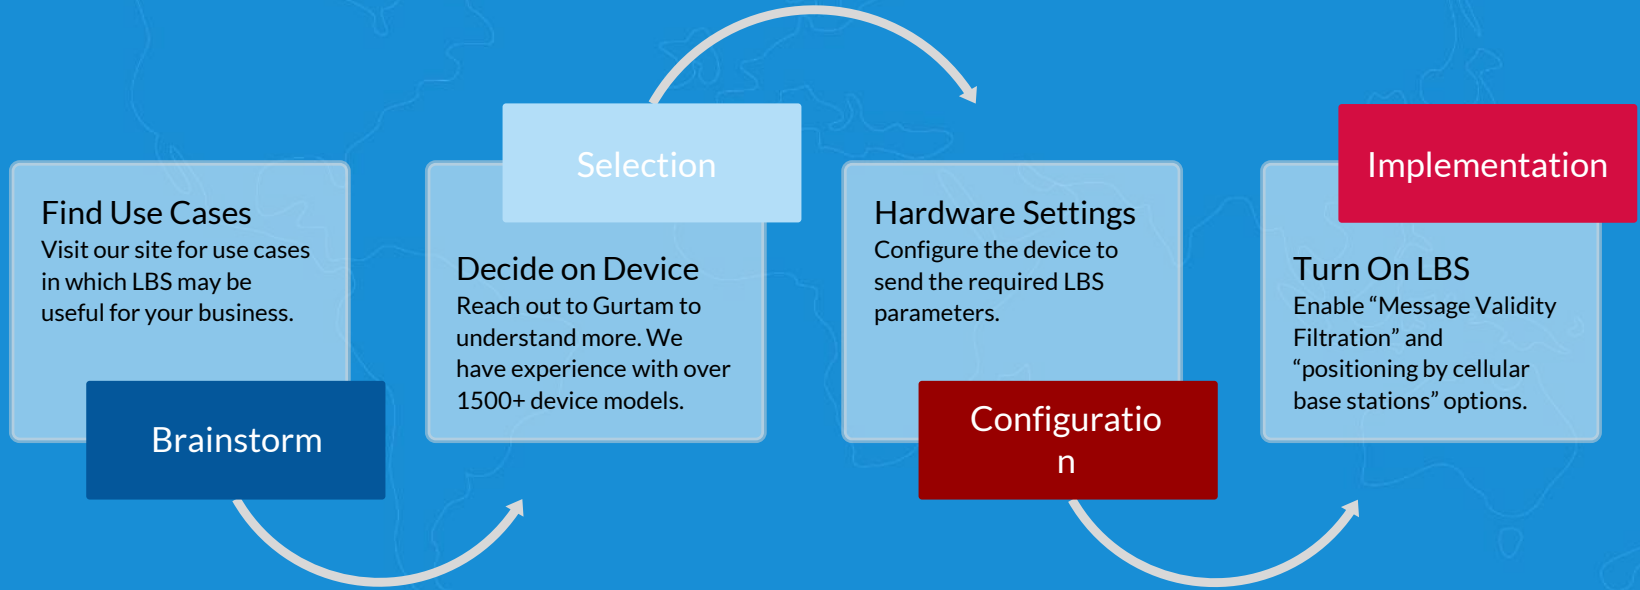 Find Use Cases
Visit our site for use cases
in which LBS may be
useful for your business.
Brainstorm
Selection
Decide on Device
Reach out to Gurtam to
understand more. We
have experience with over
1500+ device models.
Hardware Settings
Configure the device to
send the required LBS
parameters.
Configuratio
n
Implementation
Turn On LBS
Enable “Message Validity
Filtration” and
“positioning by cellular
base stations” options.